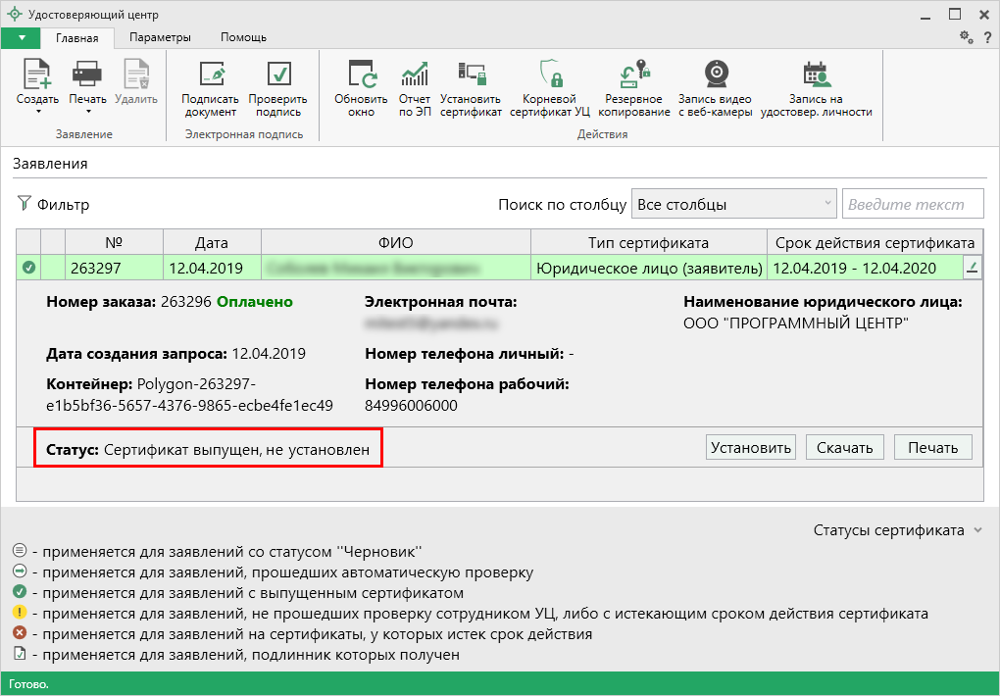 Удостоверяющий центр
Главная Параметры Помощь ?
Создать Печать Удалить Подписать документ Проверить подпись Обновить окно Отчет по ЭП Установить сертификат Корневой сертификат УЦ Резервное копирование Запись видео с веб-камеры Запись на удостовер. личности
Заявление Электронная подпись Действия
Заявления
Фильтр Поиск по столбцу Все столбцы Введите текст
№ Дата ФИО Тип сертификата Срок действия сертификата
263297 12.04.2019 Юридическое лицо (заявитель) 12.04.2019 - 12.04.2020
Номер заказа: 263296 Оплачено
Электронная почта:
Наименование юридического лица:
ООО "ПРОГРАММНЫЙ ЦЕНТР"
Дата создания запроса: 12.04.2019
Номер телефона личный: -
Контейнер: Polygon-263297-
e1b5bf36-5657-4376-9865-ecbe4fe1ec49
Номер телефона рабочий:
84996006000
Статус: Сертификат выпущен, не установлен
Установить Скачать Печать
Статусы сертификата
- применяется для заявлений со статусом ''Черновик''
- применяется для заявлений, прошедших автоматическую проверку
- применяется для заявлений с выпущенным сертификатом
- применяется для заявлений, не прошедших проверку сотрудником УЦ, либо с истекающим сроком действия сертификата
- применяется для заявлений на сертификаты, у которых истек срок действия
- применяется для заявлений, подлинник которых получен
Готово.